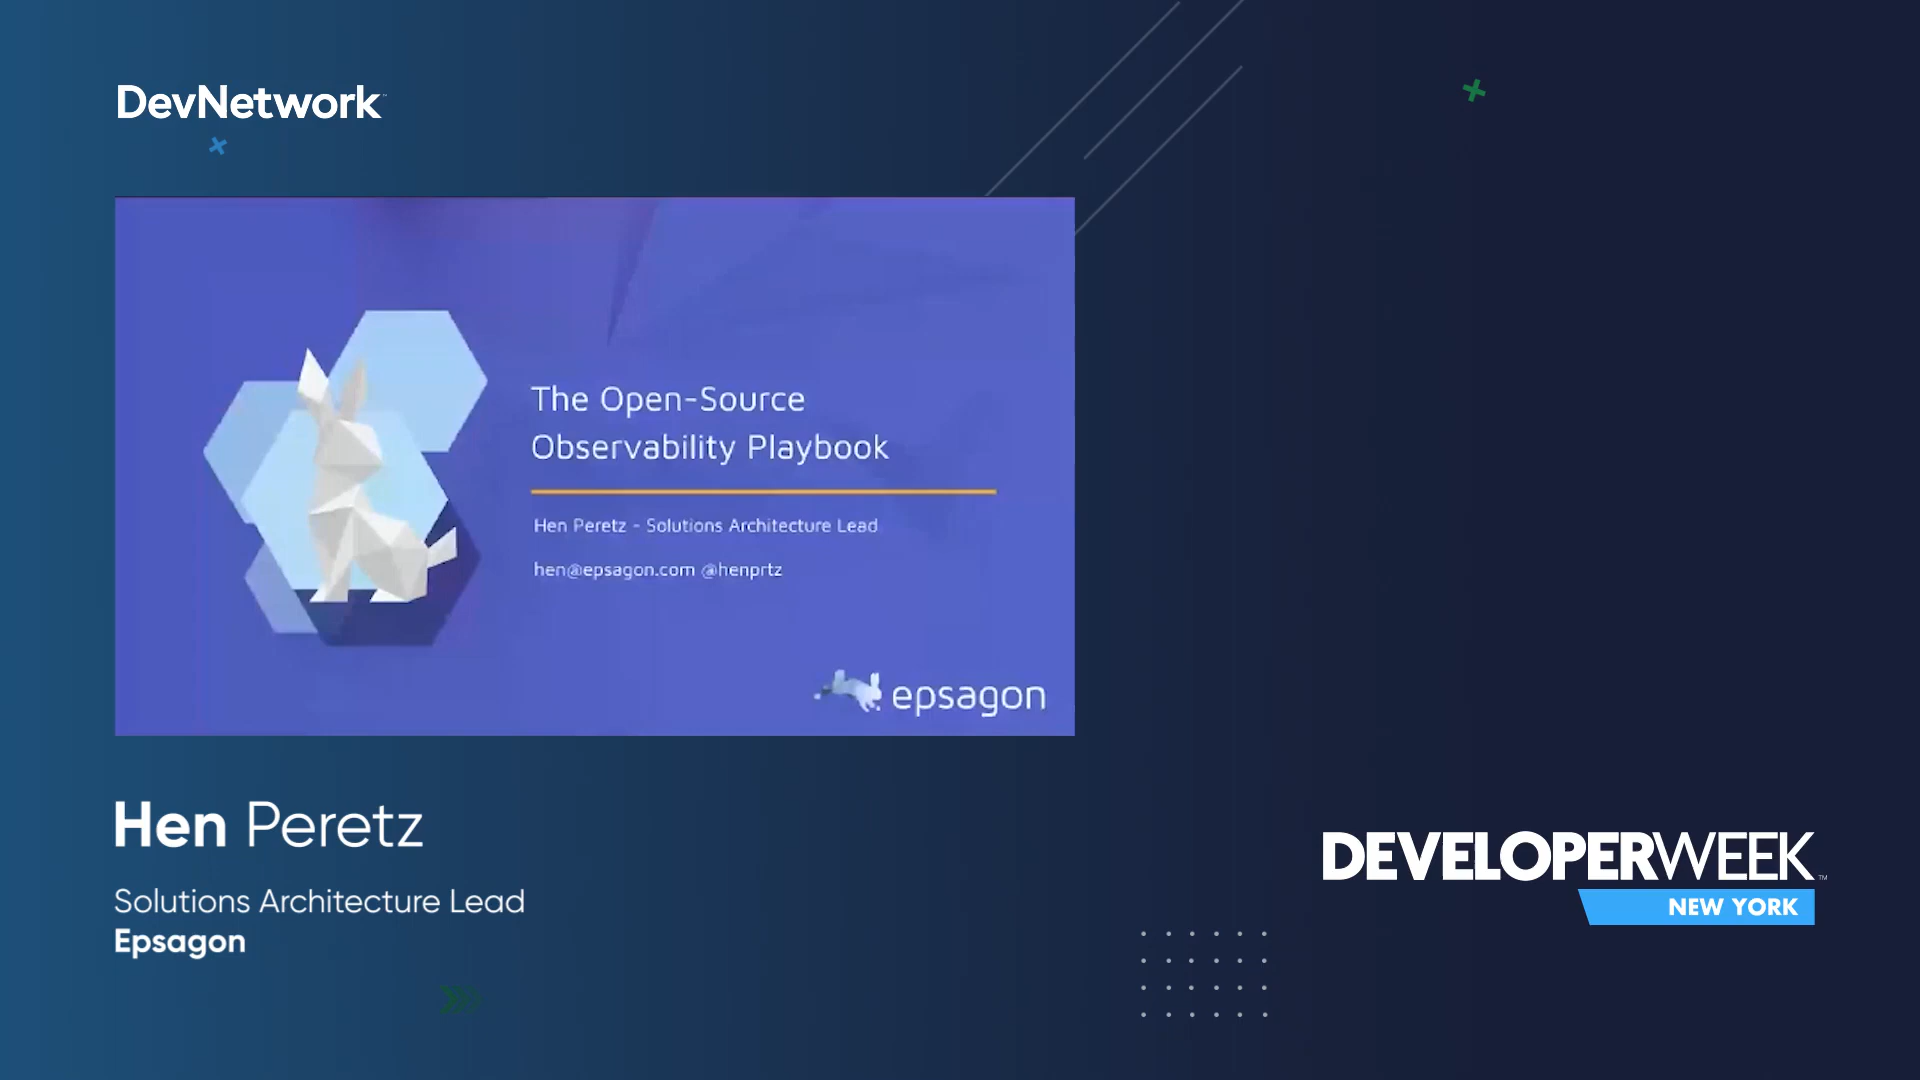 DevNetwork
The Open-Source
Observability Playbook
Hen Peretz - Solutions Architecture Lead
hen@epsagon.com @henprtz
epsagon
Hen Peretz
Solutions Architecture Lead
Epsagon
DEVELOPERWEEK™
NEW YORK